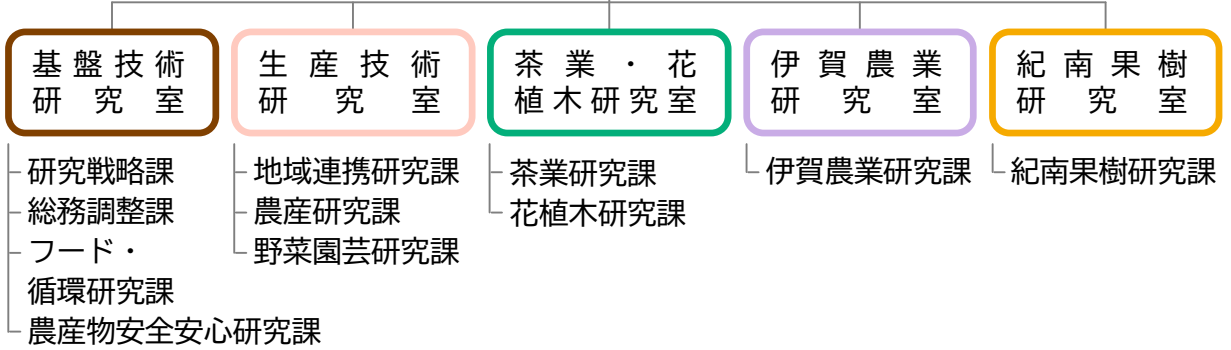 基盤技術
研究室
生産技術
研究室
茶業・花
植木研究室
伊賀農業
研究室
紀南果樹
研究室
研究戦略課
総務調整課
フード・
循環研究課
農産物安全安心研究課
地域連携研究課
農産研究課
野菜園芸研究課
茶業研究課
花植木研究課
伊賀農業研究課
紀南果樹研究課